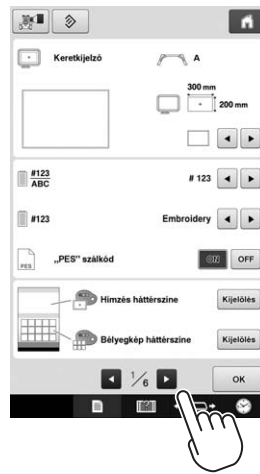 Keretkijelző
A
300 mm
200 mm
#123
ABC
# 123
#123
Embroidery
PES
„PES" szálkód
ON
OFF
Hímzés háttérszíne
Kijelölés
Bélyegkép háttérszíne
Kijelölés
1/6
OK